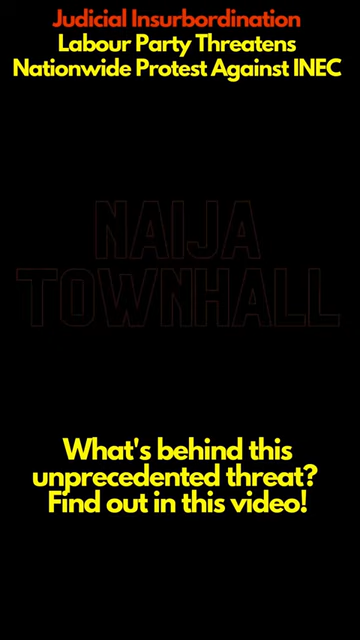 Judicial Insurbordination
Labour Party Threatens
Nationwide Protest Against INEC
NAIJA
TOWNHALL
What's behind this
unprecedented threat?
Find out in this video!